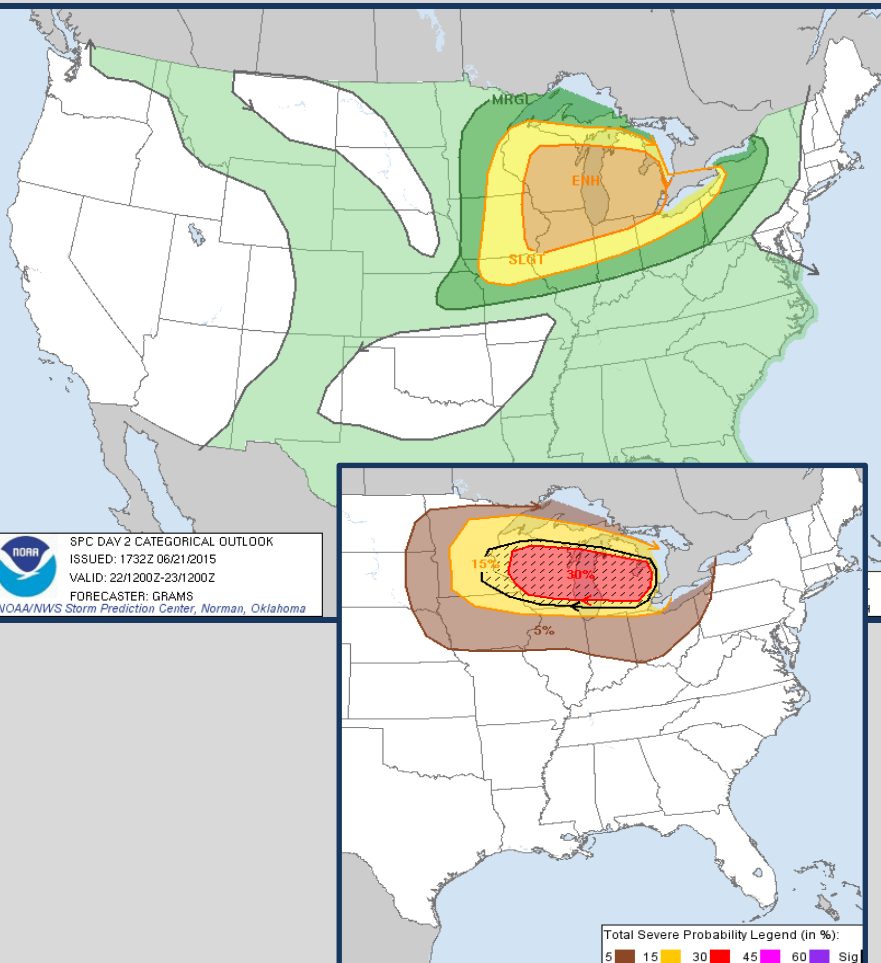 MRGL
ENH
SLGT
NOAA
SPC DAY 2 CATEGORICAL OUTLOOK
ISSUED: 1732Z 06/21/2015
VALID: 22/1200Z-23/1200Z
FORECASTER: GRAMS
NOAA/NWS Storm Prediction Center, Norman, Oklahoma
15%
30%
5%
Total Severe Probability Legend (in %):
5 15 30 45 60 Sig